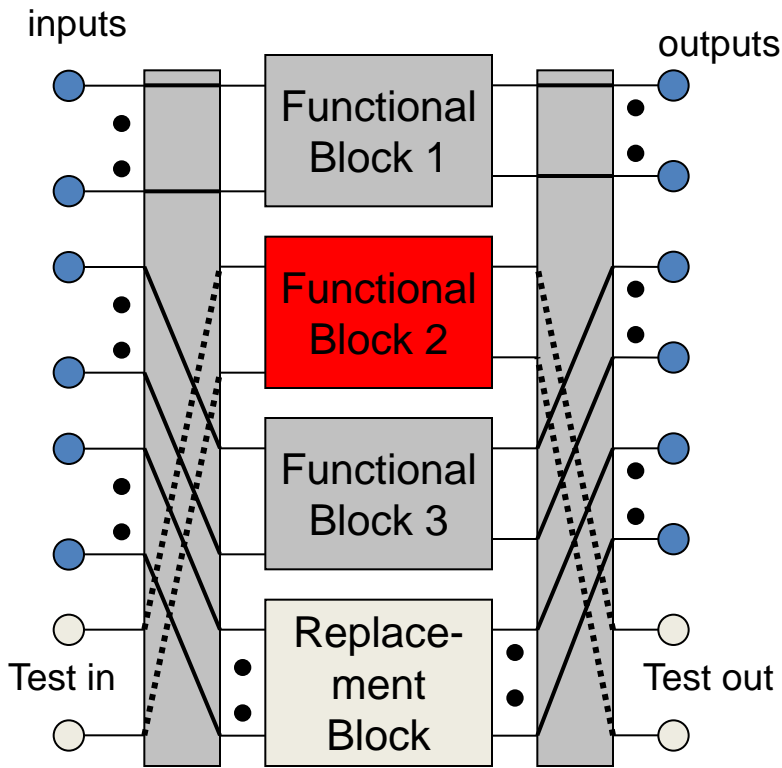 inputs
outputs
Functional
Block 1
Functional
Block 2
Functional
Block 3
Replace-
ment
Block
Test in
Test out